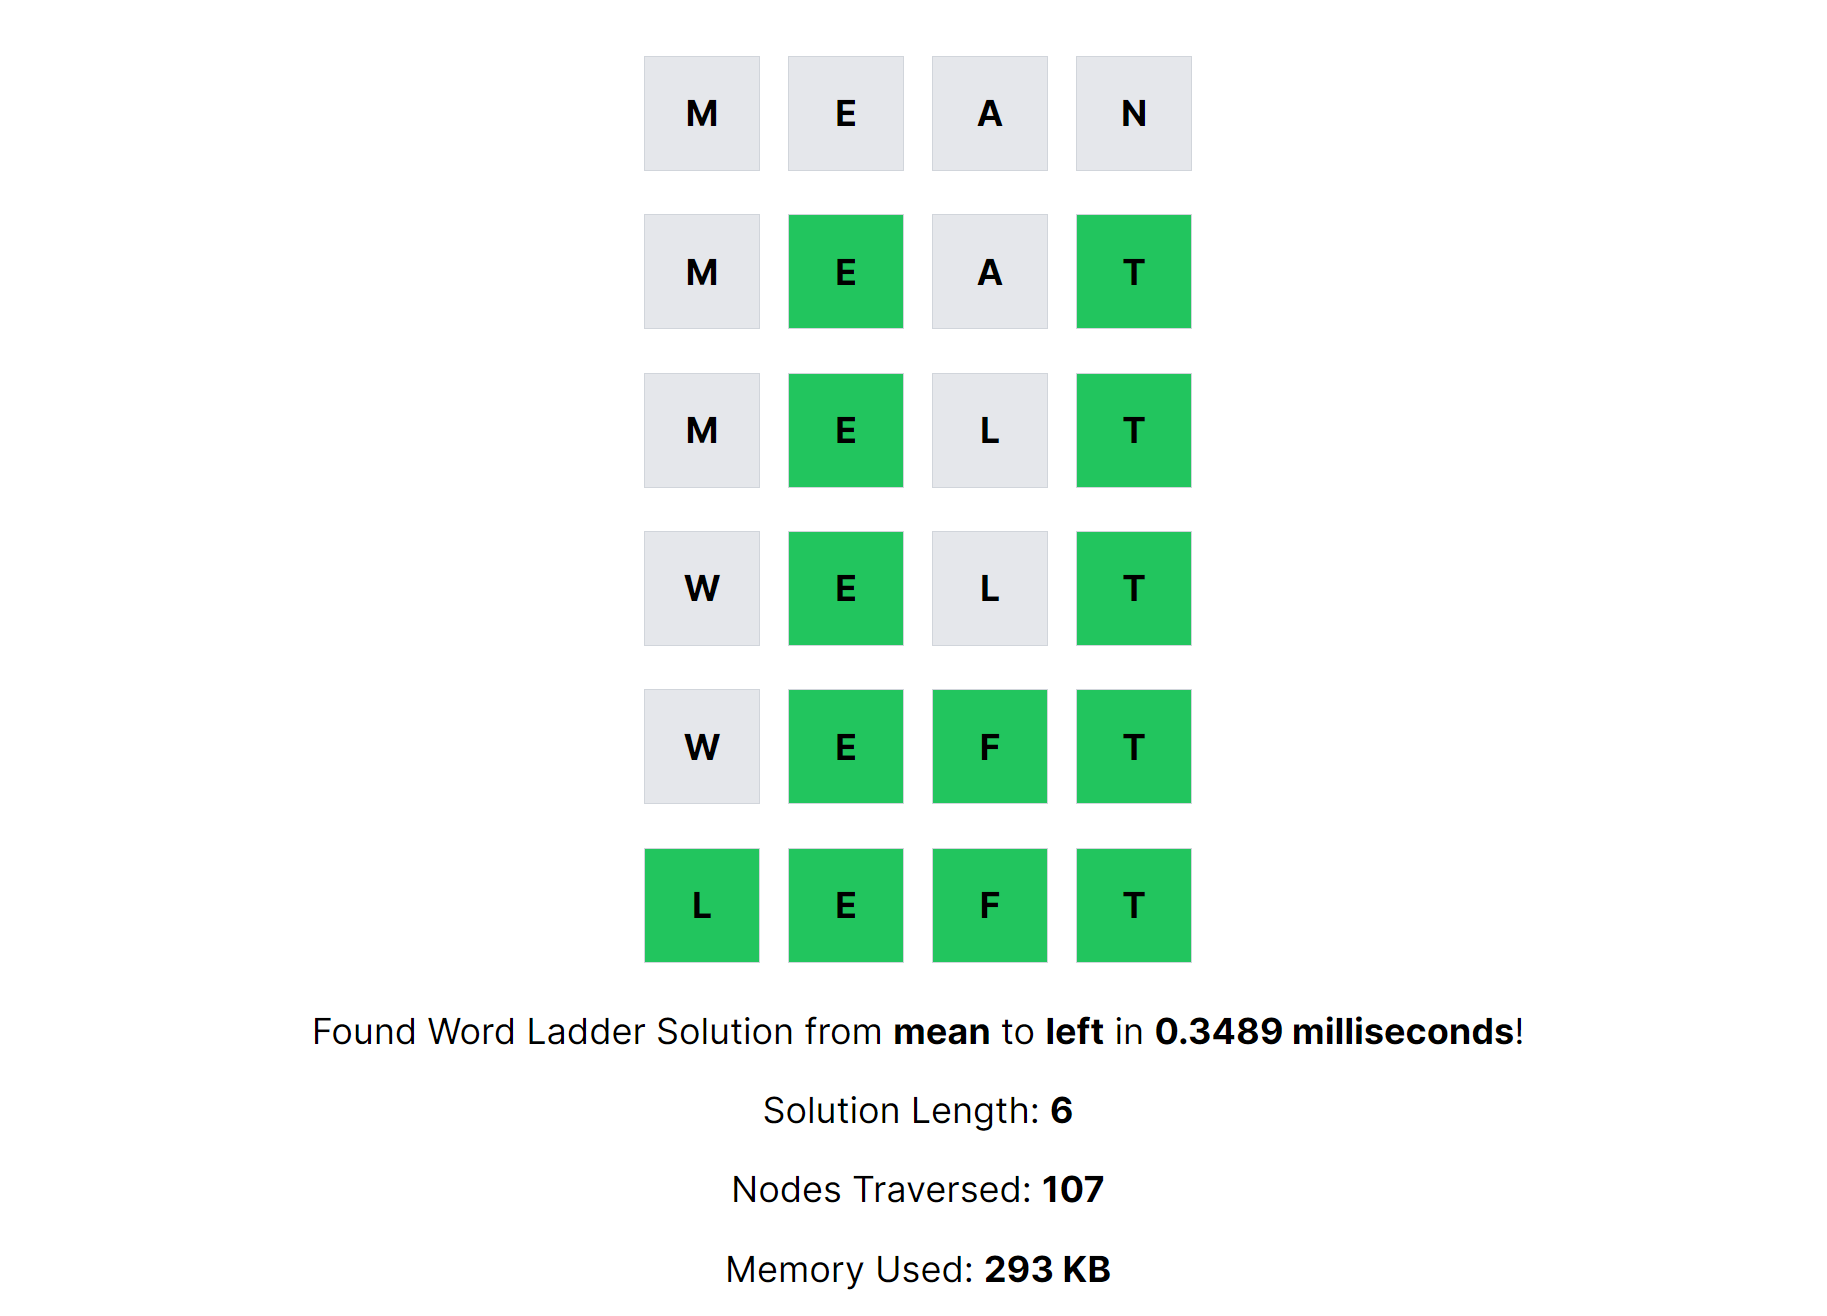 M E A N
M E A T
M E L T
W E L T
W E F T
L E F T
Found Word Ladder Solution from mean to left in 0.3489 milliseconds!
Solution Length: 6
Nodes Traversed: 107
Memory Used: 293 KB